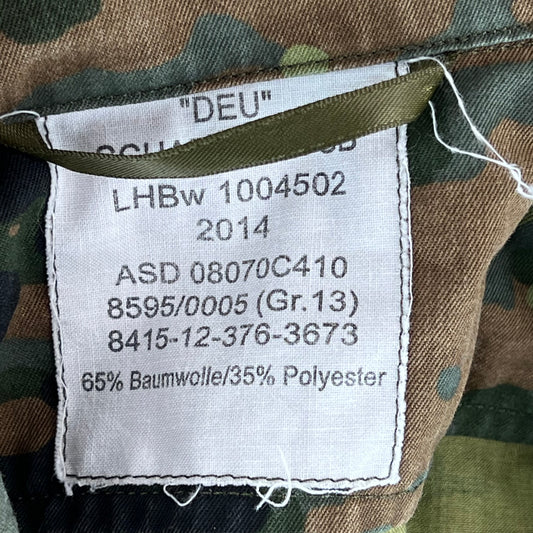 "DEU"
LHBw 1004502
2014
ASD 08070C410
8595/0005 (Gr.13)
8415-12-376-3673
65% Baumwolle/35% Polyester